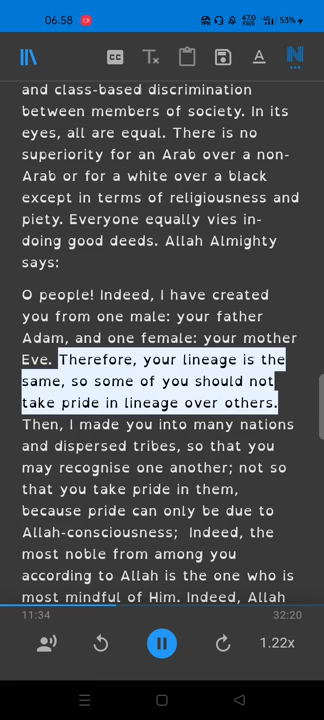 06.58
47.0 KB/S
4G
53%
CC
A
N
and class-based discrimination
between members of society. In its
eyes, all are equal. There is no
superiority for an Arab over a non-
Arab or for a white over a black
except in terms of religiousness and
piety. Everyone equally vies in-
doing good deeds. Allah Almighty
says:
O people! Indeed, I have created
you from one male: your father
Adam, and one female: your mother
Eve. Therefore, your lineage is the
same, so some of you should not
take pride in lineage over others.
Then, I made you into many nations
and dispersed tribes, so that you
may recognise one another; not so
that you take pride in them,
because pride can only be due to
Allah-consciousness;  Indeed, the
most noble from among you
according to Allah is the one who is
most mindful of Him. Indeed, Allah
11:34 32:20
1.22x